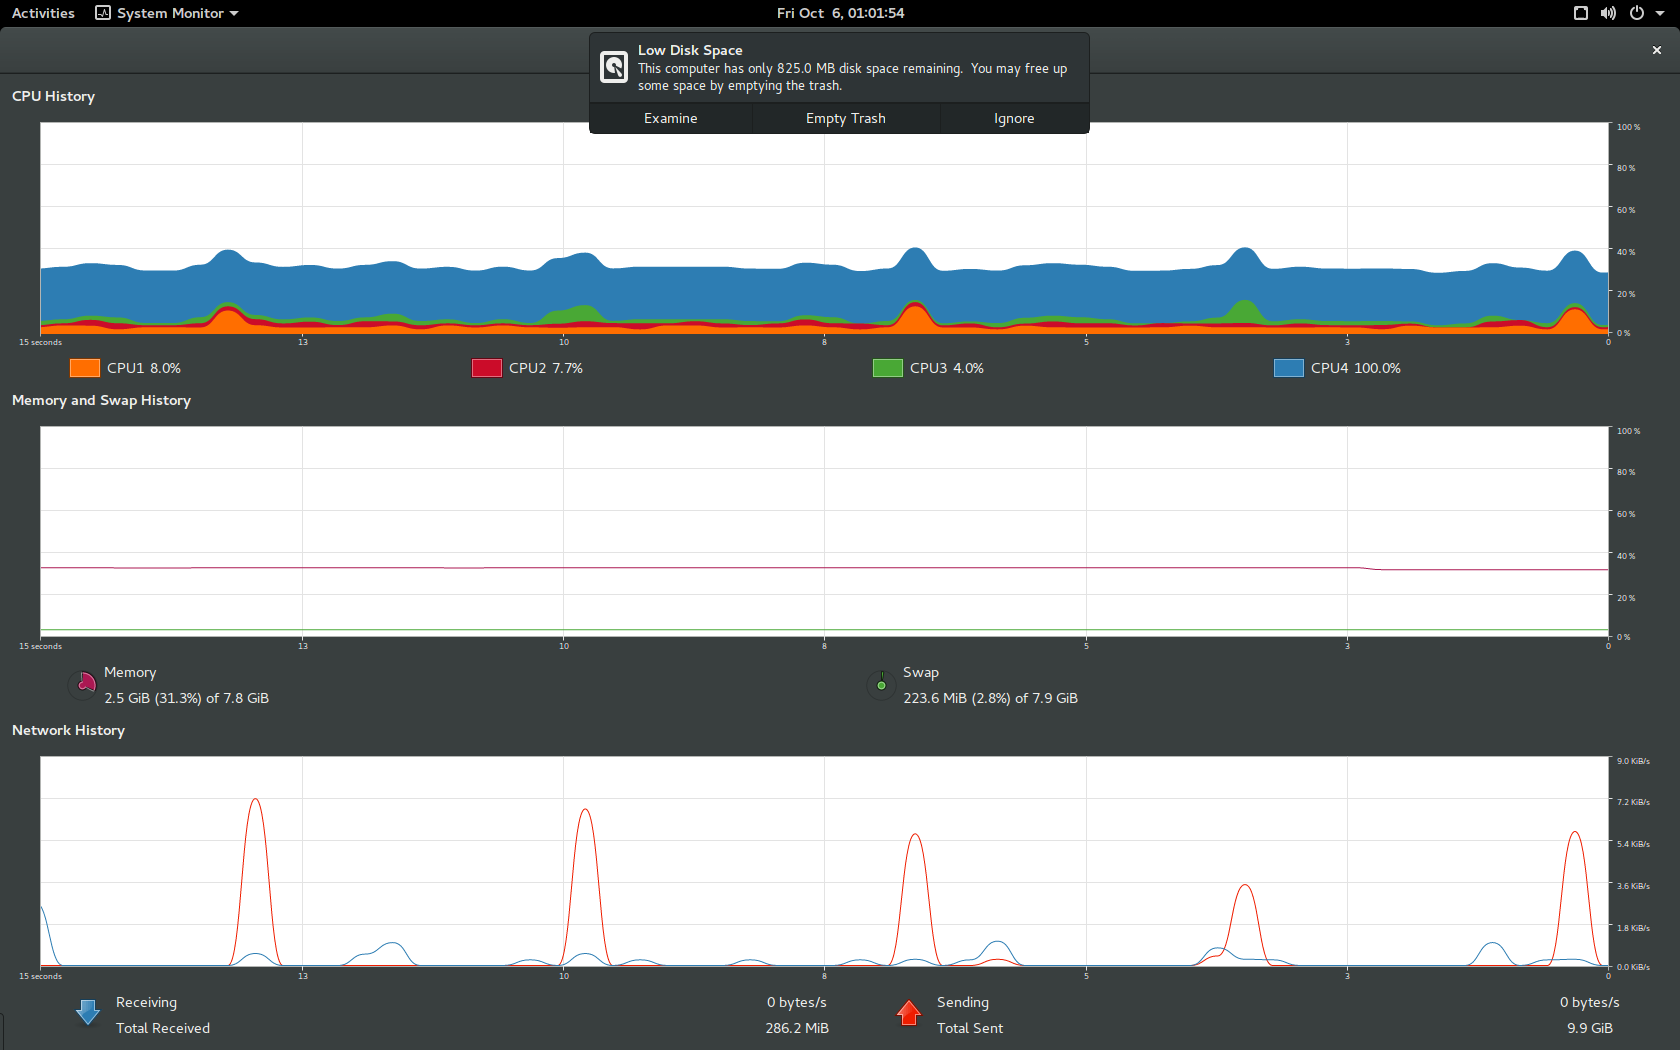 Activities
System Monitor
Fri Oct 6, 01:01:54
Low Disk Space
This computer has only 825.0 MB disk space remaining. You may free up
some space by emptying the trash.
Examine
Empty Trash
Ignore
CPU History
100 %
80 %
60 %
40 %
20 %
0 %
15 seconds
13
10
8
5
3
0
CPU1 8.0%
CPU2 7.7%
CPU3 4.0%
CPU4 100.0%
Memory and Swap History
100 %
80 %
60 %
40 %
20 %
0 %
15 seconds
13
10
8
5
3
0
Memory
2.5 GiB (31.3%) of 7.8 GiB
Swap
223.6 MiB (2.8%) of 7.9 GiB
Network History
9.0 KiB/s
7.2 KiB/s
5.4 KiB/s
3.6 KiB/s
1.8 KiB/s
0.0 KiB/s
15 seconds
13
10
8
5
3
0
Receiving
0 bytes/s
Total Received
286.2 MiB
Sending
0 bytes/s
Total Sent
9.9 GiB